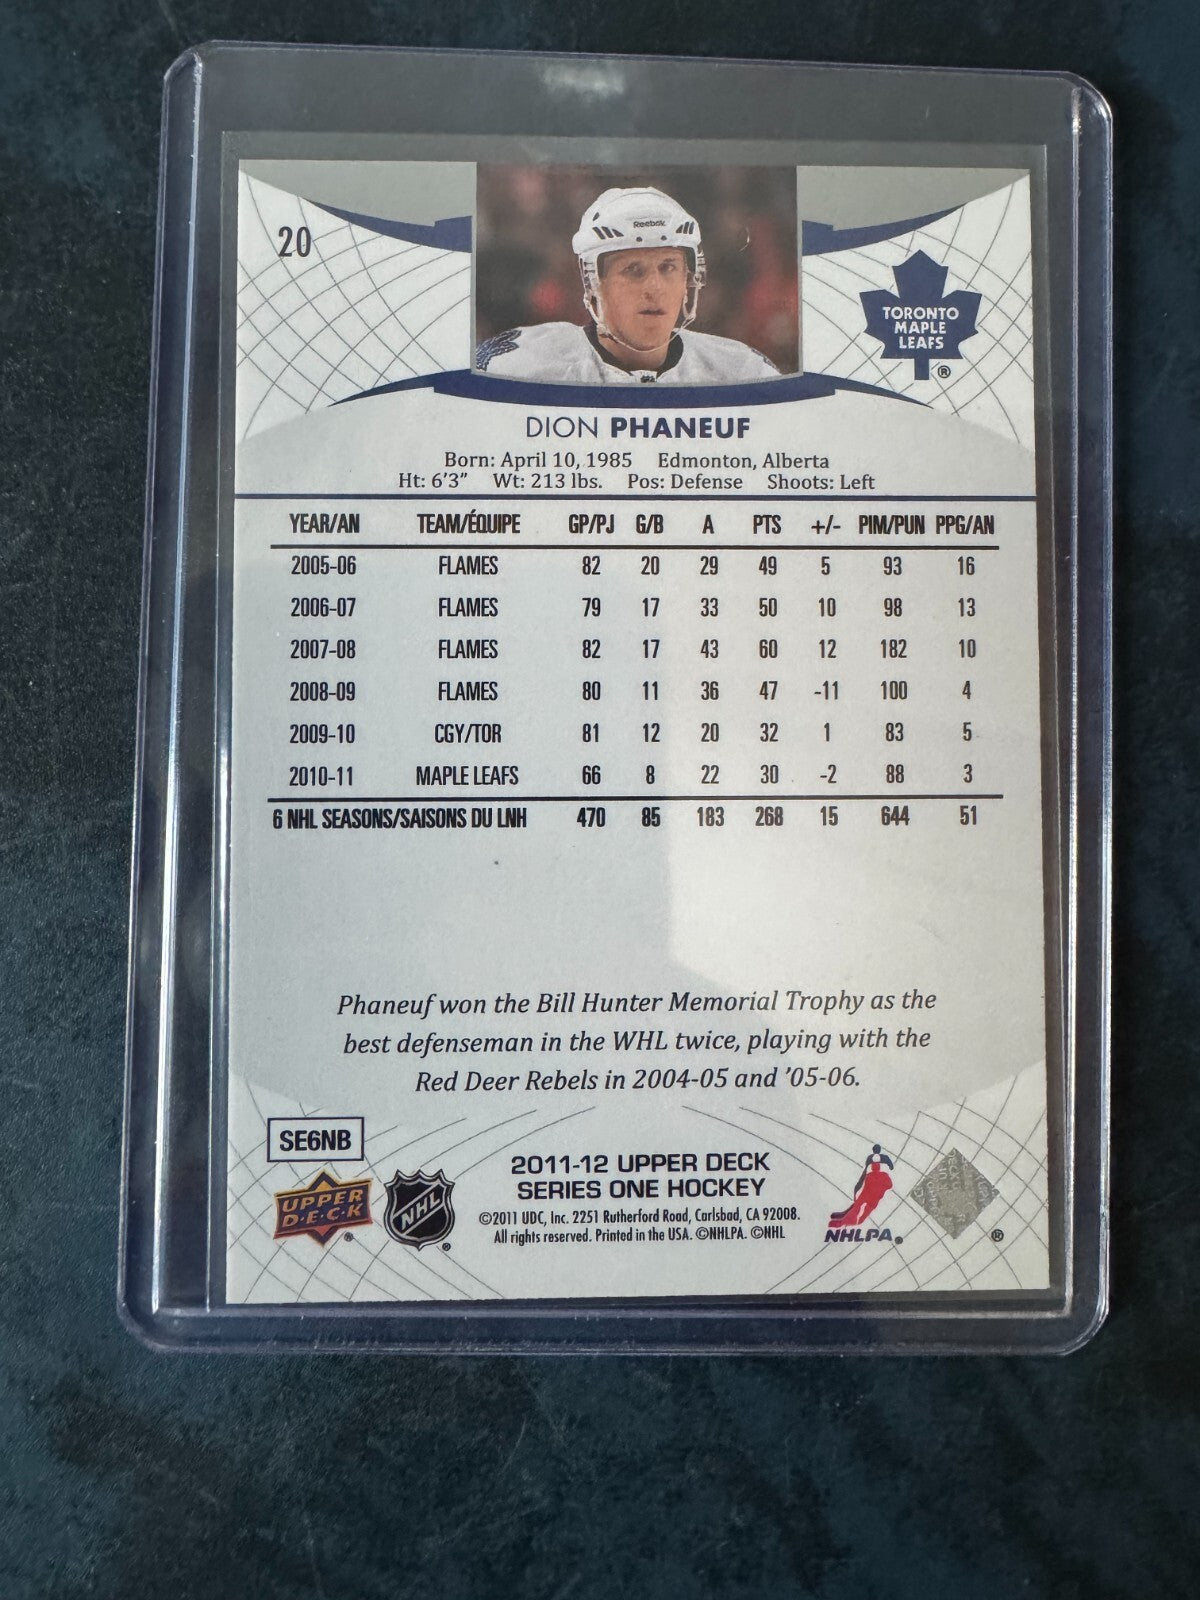 20
Reebok
TORONTO
MAPLE
LEAFS
®
DION PHANEUF
Born: April 10, 1985 Edmonton, Alberta
Ht: 6'3" Wt: 213 lbs. Pos: Defense Shoots: Left
YEAR/AN TEAM/ÉQUIPE GP/PJ G/B A PTS +/- PIM/PUN PPG/AN
2005-06 FLAMES 82 20 29 49 5 93 16
2006-07 FLAMES 79 17 33 50 10 98 13
2007-08 FLAMES 82 17 43 60 12 182 10
2008-09 FLAMES 80 11 36 47 -11 100 4
2009-10 CGY/TOR 81 12 20 32 1 83 5
2010-11 MAPLE LEAFS 66 8 22 30 -2 88 3
6 NHL SEASONS/SAISONS DU LNH 470 85 183 268 15 644 51
Phaneuf won the Bill Hunter Memorial Trophy as the
best defenseman in the WHL twice, playing with the
Red Deer Rebels in 2004-05 and '05-06.
SE6NB
UPPER
D·E·C·K
®
NHL
®
2011-12 UPPER DECK
SERIES ONE HOCKEY
©2011 UDC, Inc. 2251 Rutherford Road, Carlsbad, CA 92008.
All rights reserved. Printed in the USA. ©NHLPA. ©NHL
NHLPA®
®